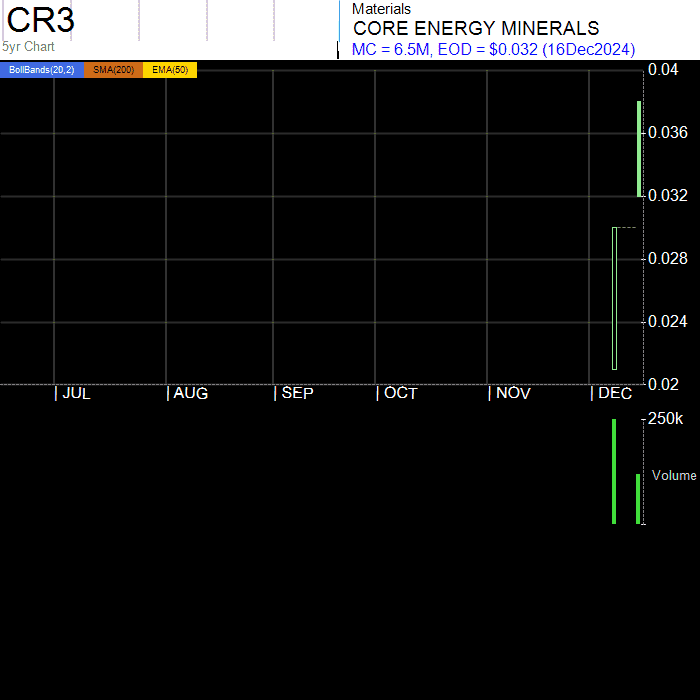 CR3
5yr Chart
Materials
CORE ENERGY MINERALS
MC = 6.5M, EOD = $0.032 (16Dec2024)
BollBands(20,2) SMA(200) EMA(50)
0.04
0.036
0.032
0.028
0.024
0.02
JUL AUG SEP OCT NOV DEC
250k
Volume